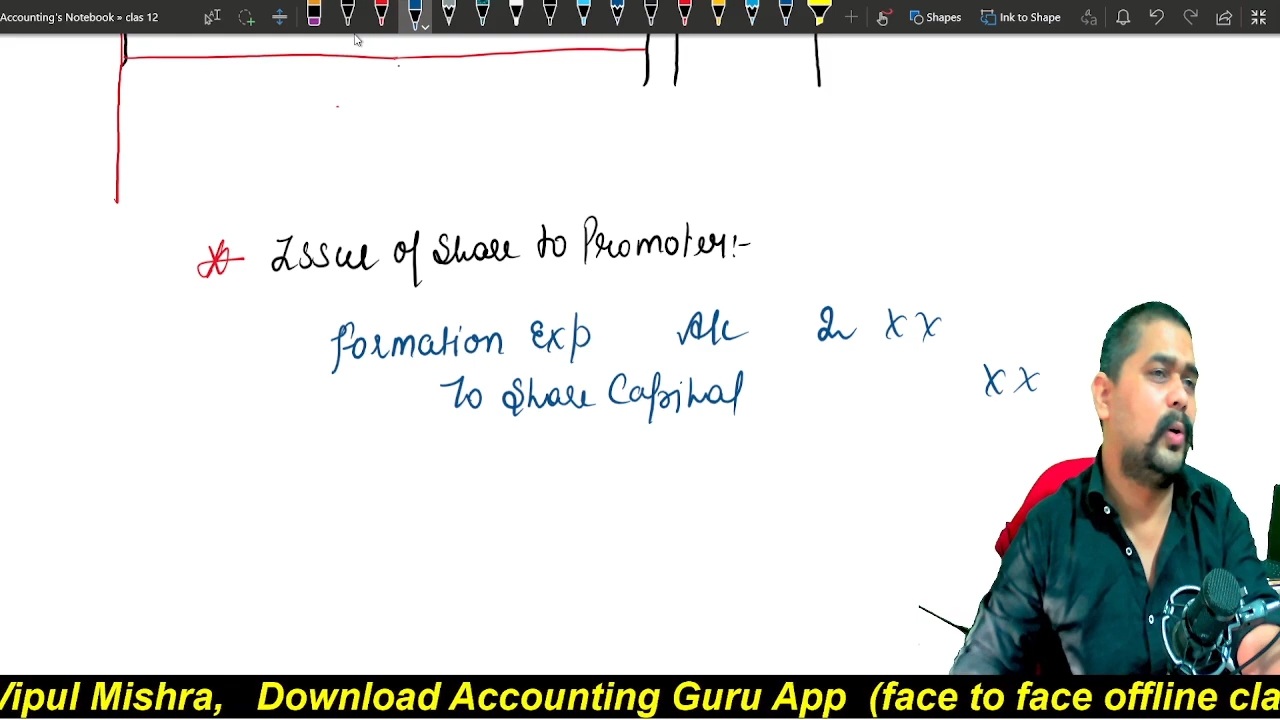 Accounting's Notebook » clas 12
Shapes
Ink to Shape
Issue of Share to Promoter:-
Formation Exp A/c Dr XX
To Share Capital XX
Vipul Mishra, Download Accounting Guru App (face to face offline cla